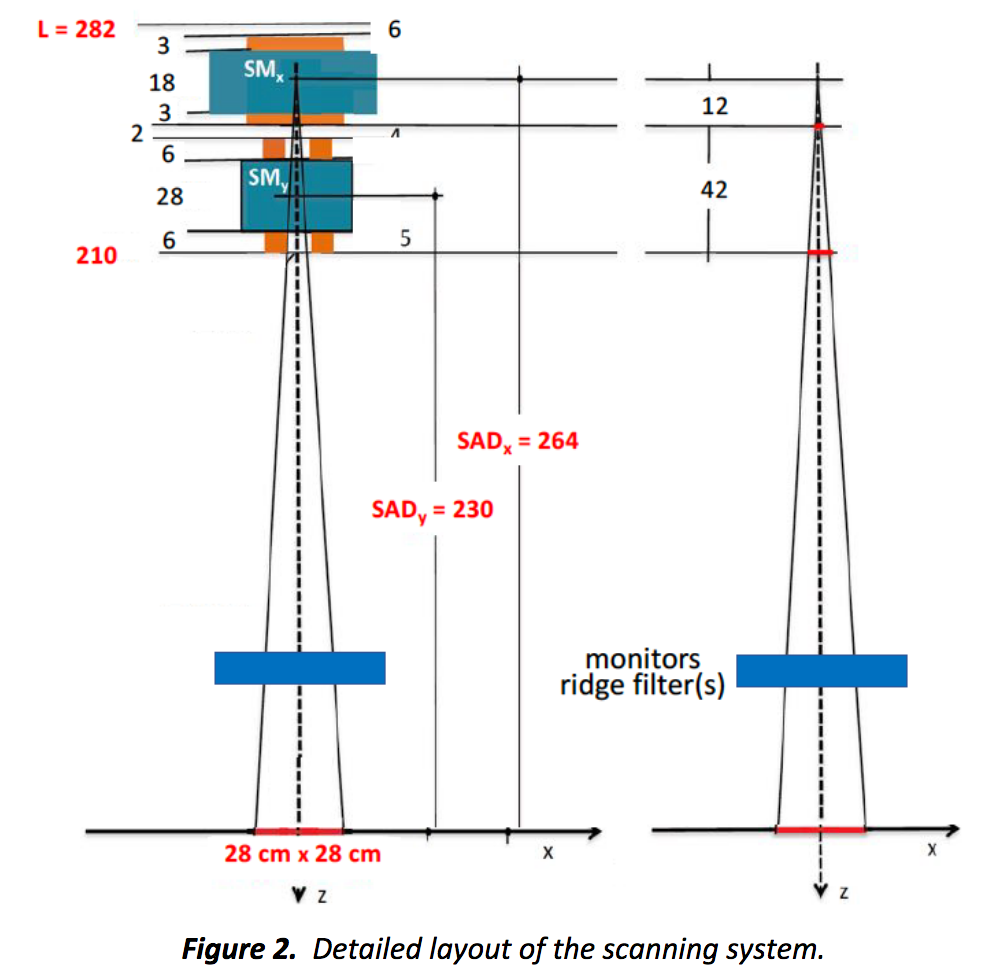 L = 282
6
3
SMx
18
12
3
2
6
SMy
28
42
6
5
210
SADx = 264
SADy = 230
monitors
ridge filter(s)
28 cm x 28 cm
x
x
z
z
Figure 2. Detailed layout of the scanning system.